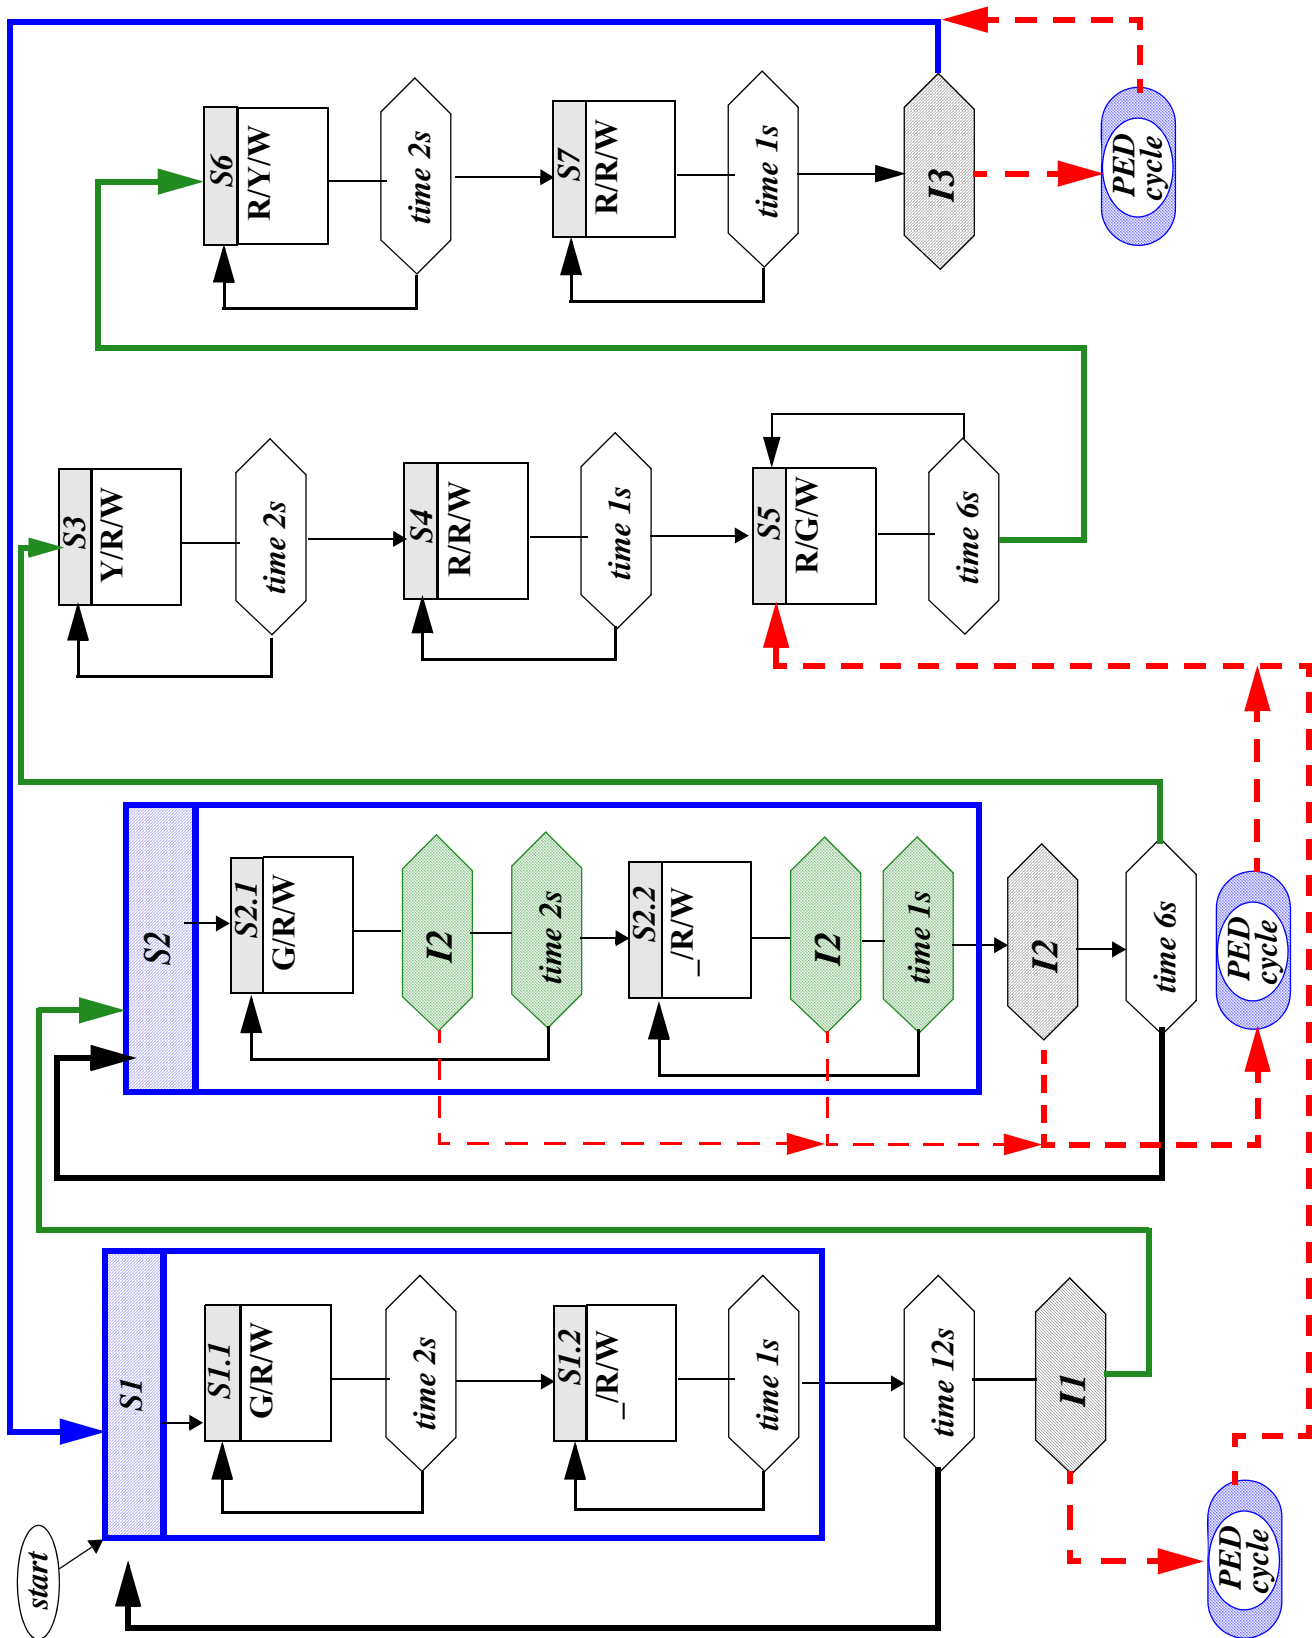 start
S1
S1.1
G/R/W
time 2s
S1.2
_/R/W
time 1s
time 12s
I1
PED
cycle
S2
S2.1
G/R/W
I2
time 2s
S2.2
_/R/W
I2
time 1s
I2
time 6s
PED
cycle
S3
Y/R/W
time 2s
S4
R/R/W
time 1s
S5
R/G/W
time 6s
S6
R/Y/W
time 2s
S7
R/R/W
time 1s
I3
PED
cycle